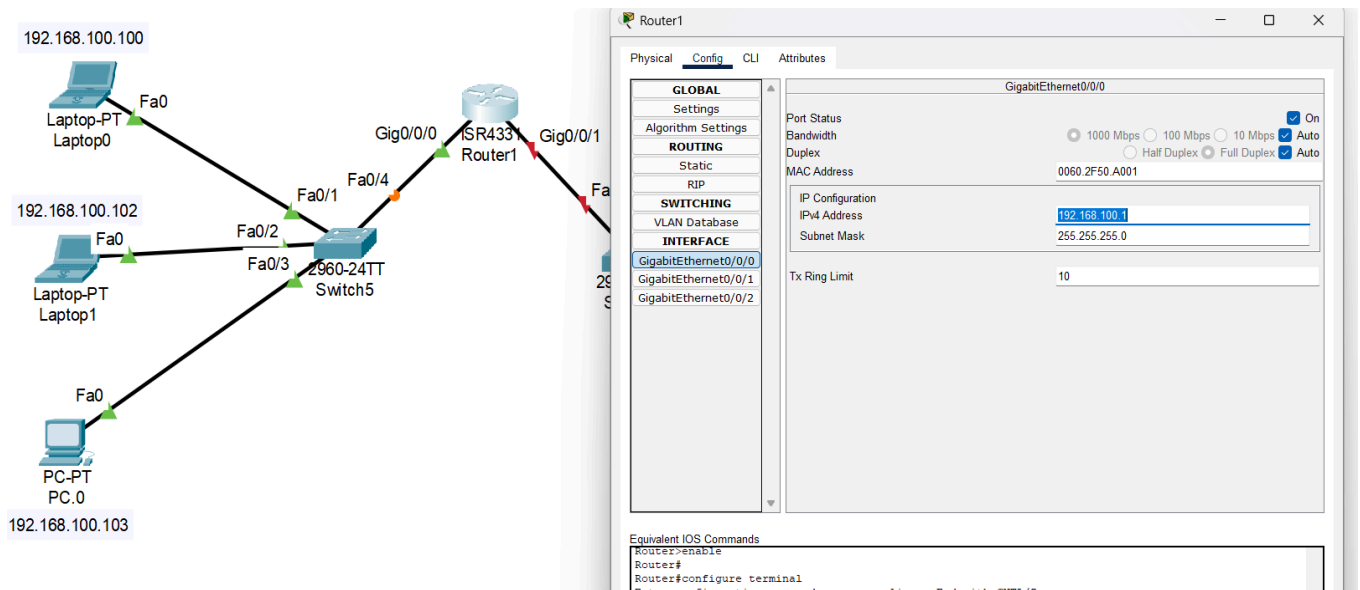 192.168.100.100
Fa0
Laptop-PT
Laptop0
192.168.100.102
Fa0
Laptop-PT
Laptop1
Fa0
PC-PT
PC.0
192.168.100.103
Fa0/1
Fa0/2
Fa0/3
Fa0/4
2960-24TT
Switch5
Gig0/0/0
ISR4331
Router1
Gig0/0/1
Fa
29
S
Router1
Physical Config CLI Attributes
GLOBAL
Settings
Algorithm Settings
ROUTING
Static
RIP
SWITCHING
VLAN Database
INTERFACE
GigabitEthernet0/0/0
GigabitEthernet0/0/1
GigabitEthernet0/0/2
GigabitEthernet0/0/0
Port Status On
Bandwidth 1000 Mbps 100 Mbps 10 Mbps Auto
Duplex Half Duplex Full Duplex Auto
MAC Address 0060.2F50.A001
IP Configuration
IPv4 Address 192.168.100.1
Subnet Mask 255.255.255.0
Tx Ring Limit 10
Equivalent IOS Commands
Router>enable
Router#
Router#configure terminal